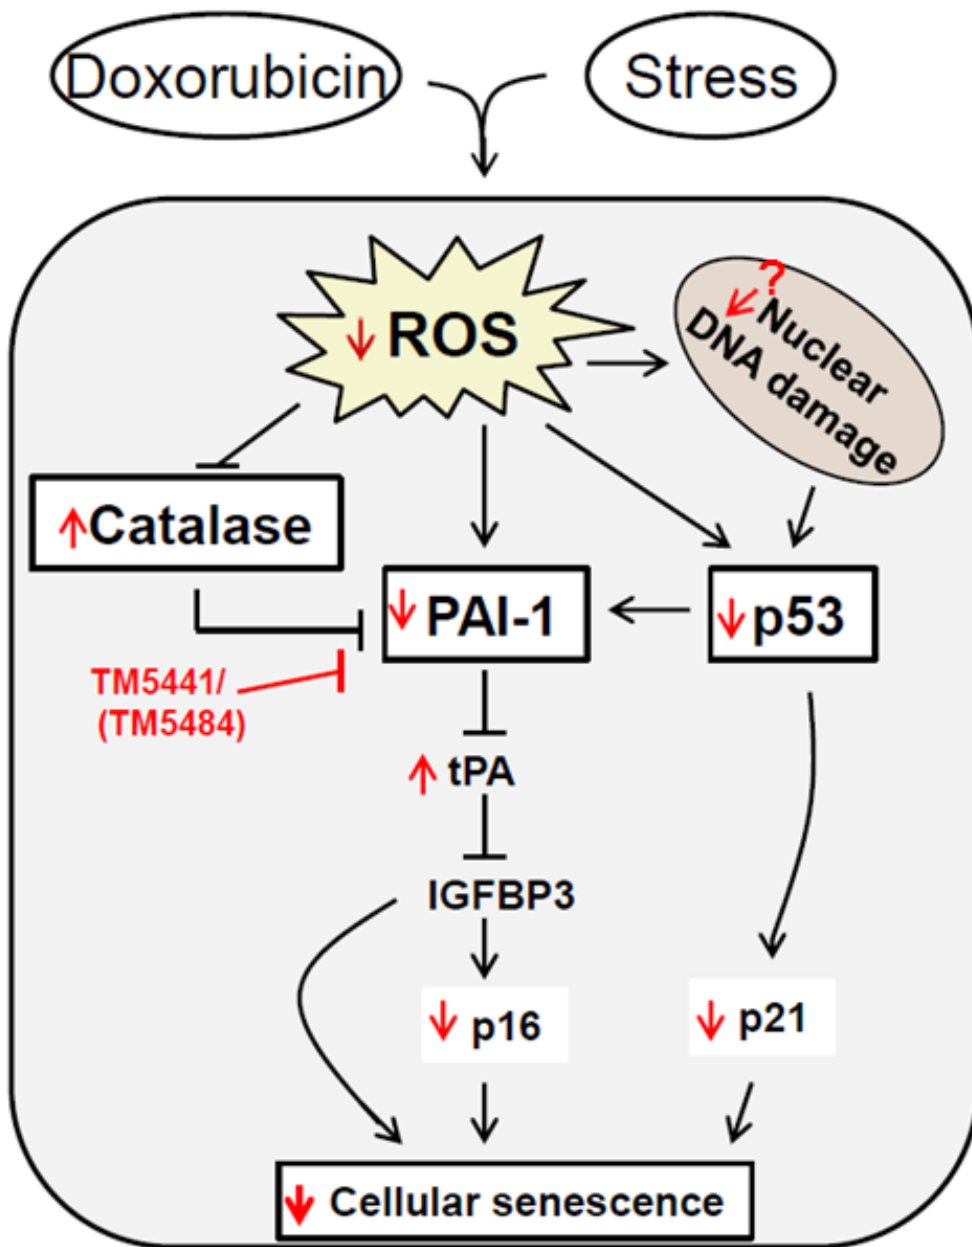 Doxorubicin
Stress
ROS
?
Nuclear
DNA damage
Catalase
PAI-1
p53
TM5441/
(TM5484)
tPA
IGFBP3
p16
p21
Cellular senescence